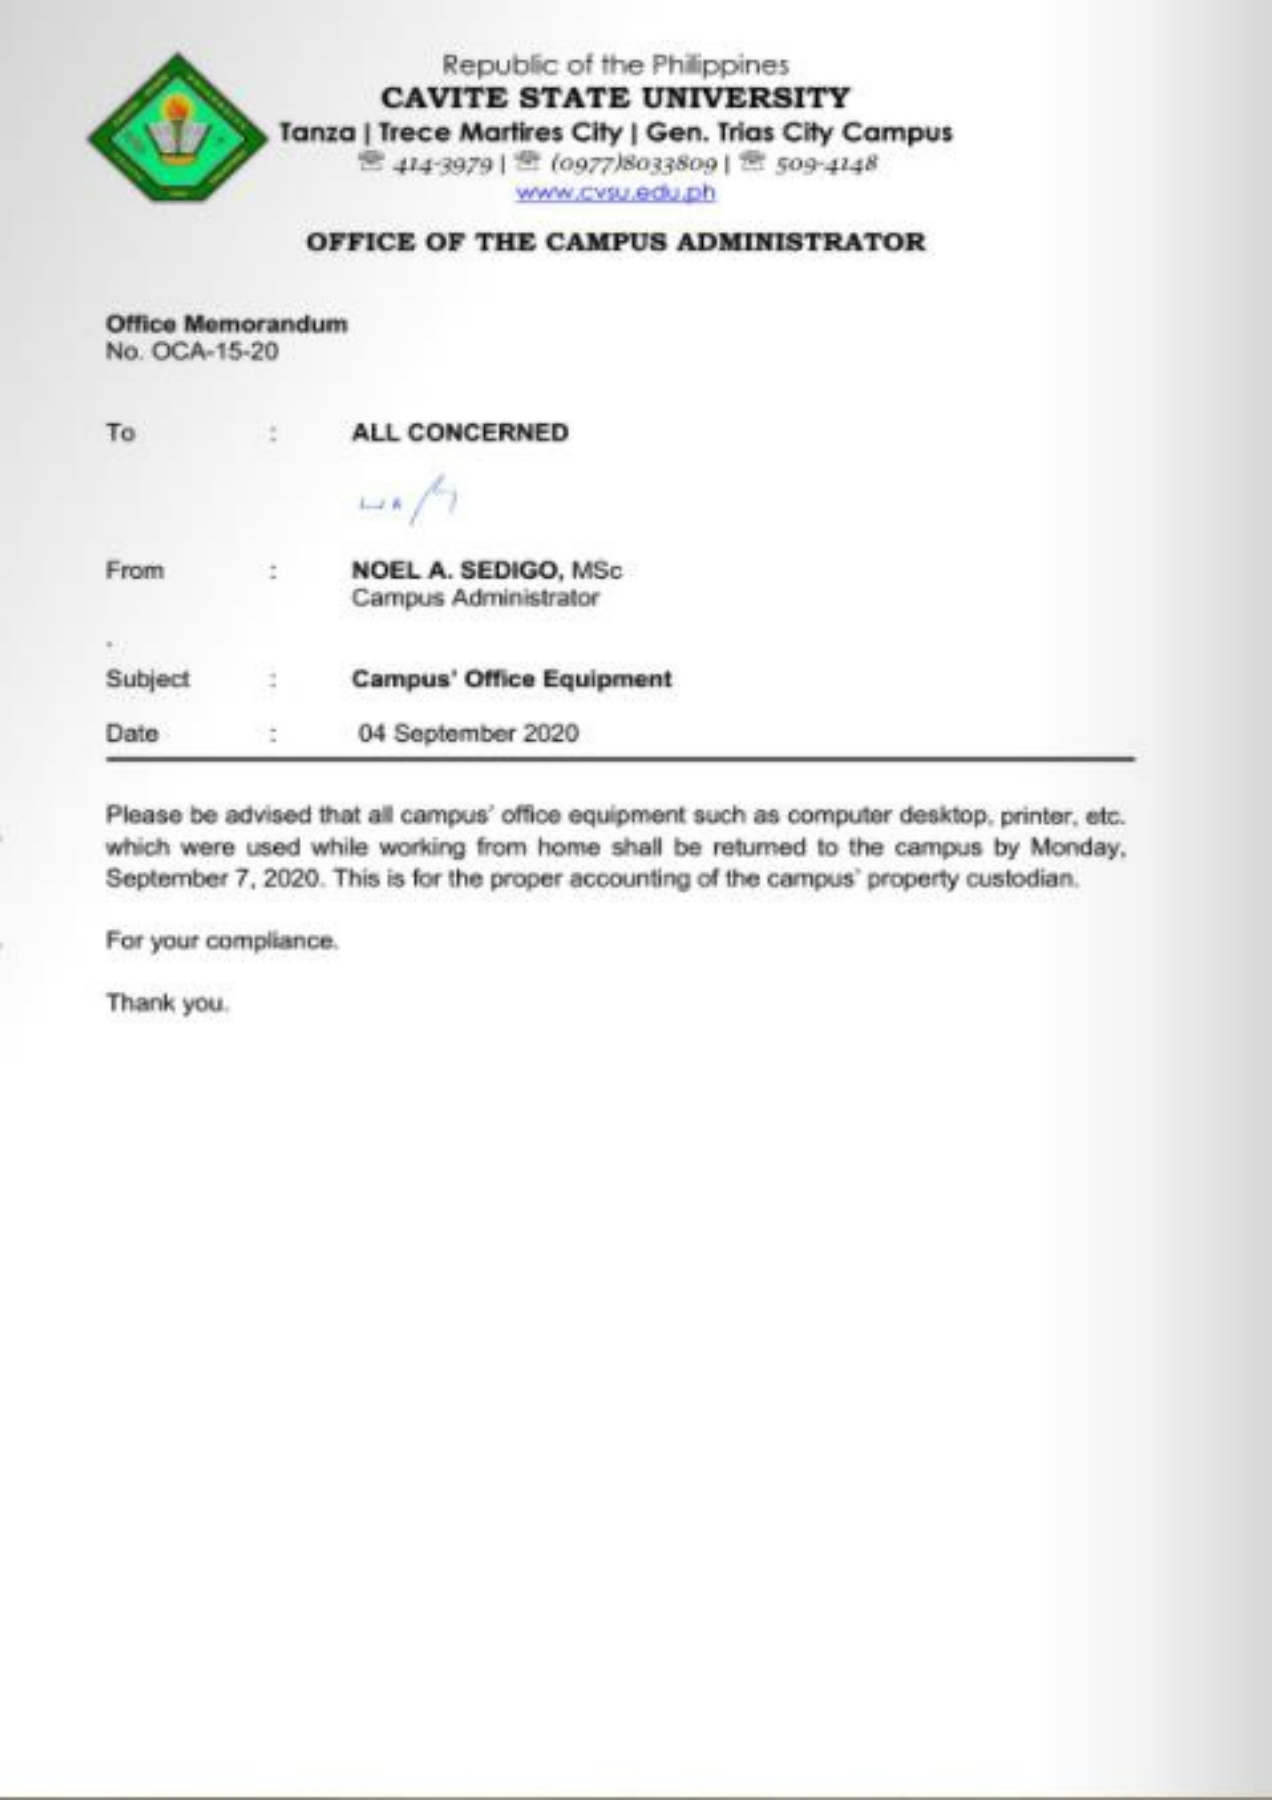 Republic of the Philippines
CAVITE STATE UNIVERSITY
Tanza | Trece Martires City | Gen. Trias City Campus
☏ 414-3979 | ☏ (0977)8033809 | ☏ 509-4148
www.cvsu.edu.ph
OFFICE OF THE CAMPUS ADMINISTRATOR
Office Memorandum
No. OCA-15-20
To : ALL CONCERNED
From : NOEL A. SEDIGO, MSc
Campus Administrator
.
Subject : Campus' Office Equipment
Date : 04 September 2020
Please be advised that all campus' office equipment such as computer desktop, printer, etc.
which were used while working from home shall be returned to the campus by Monday,
September 7, 2020. This is for the proper accounting of the campus' property custodian.
For your compliance.
Thank you.